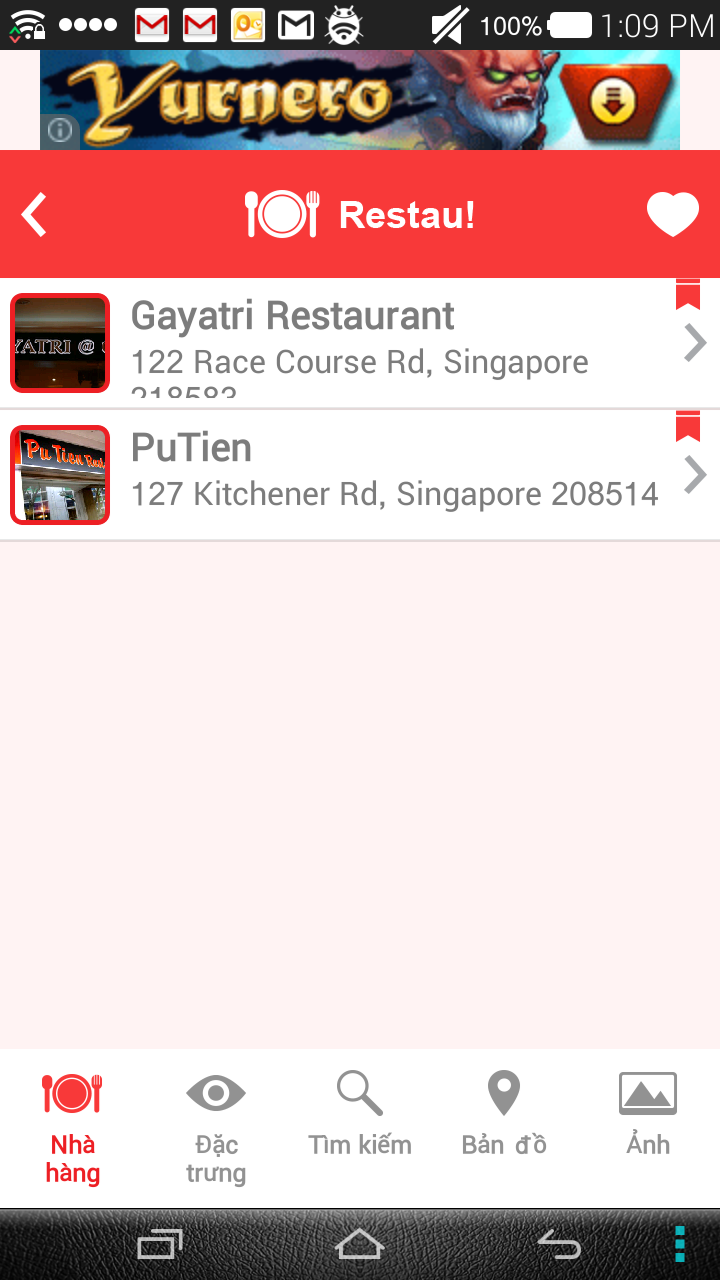 100% 1:09 PM
Yurnero
Restau!
Gayatri Restaurant
122 Race Course Rd, Singapore
218583
YATRI @
PuTien
127 Kitchener Rd, Singapore 208514
Pu Tien
Nhà
hàng
Đặc
trưng
Tìm kiếm
Bản đồ
Ảnh